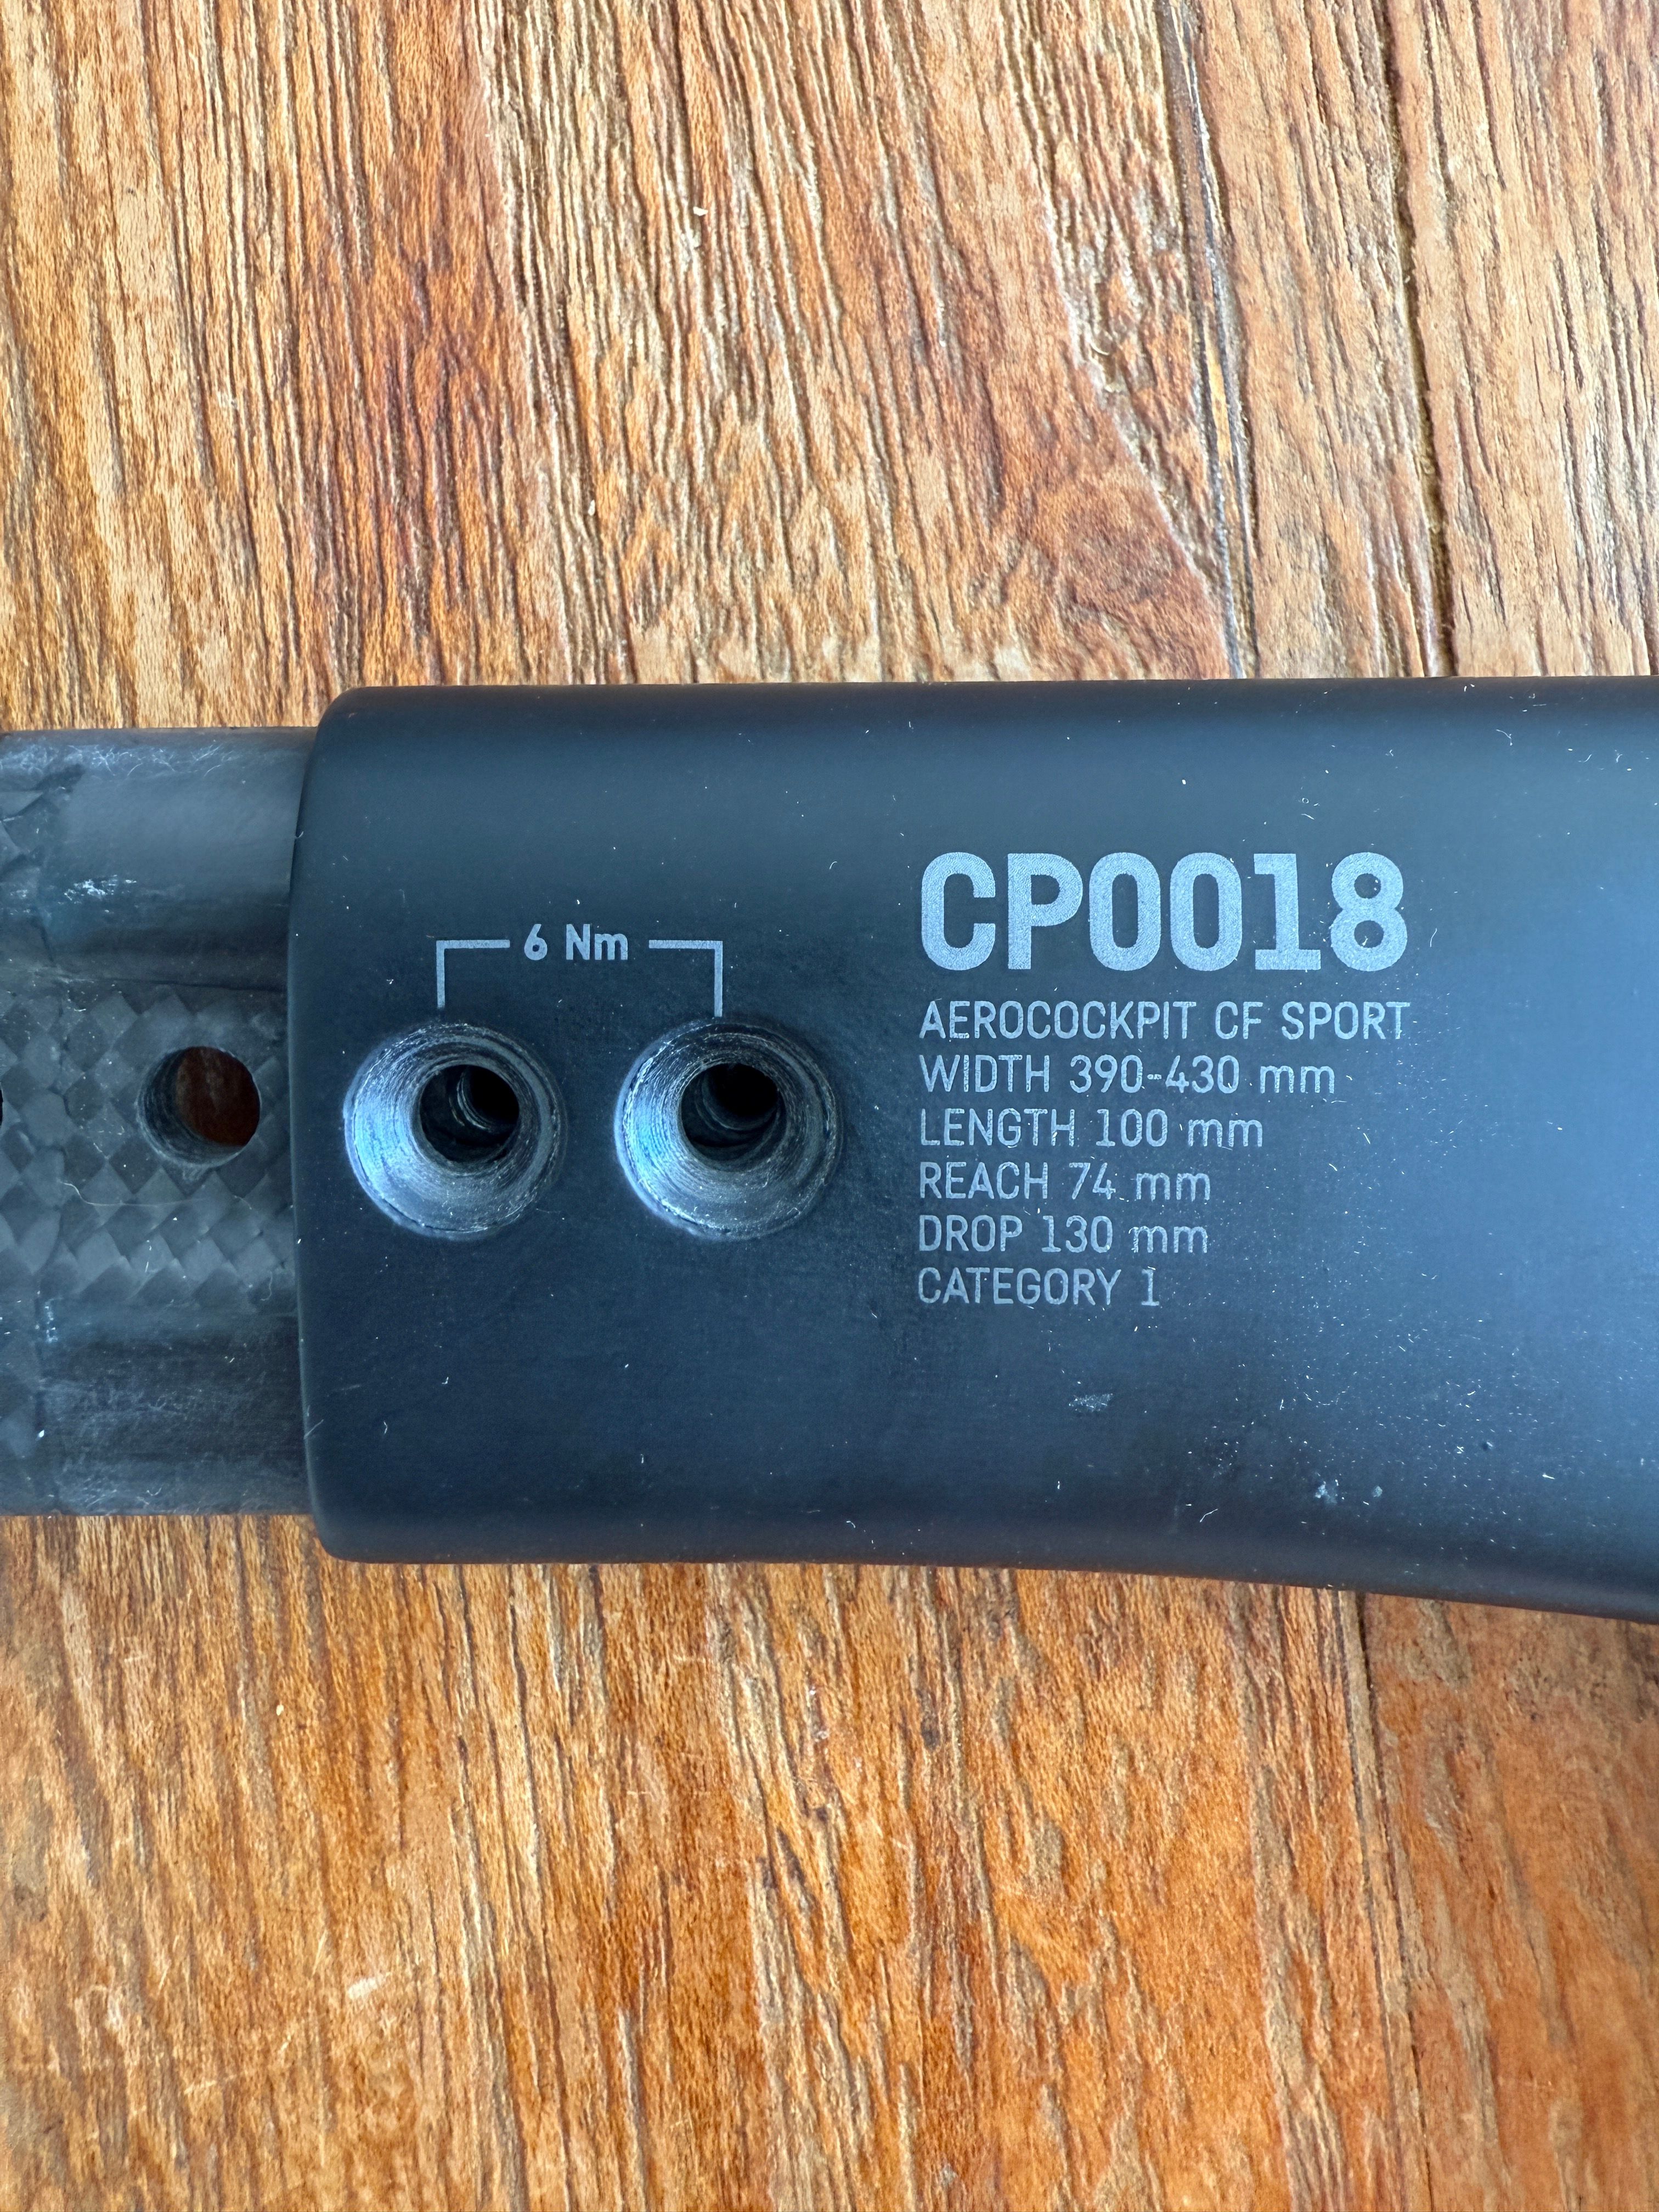 6 Nm
CP0018
AEROCOCKPIT CF SPORT
WIDTH 390-430 mm
LENGTH 100 mm
REACH 74 mm
DROP 130 mm
CATEGORY 1